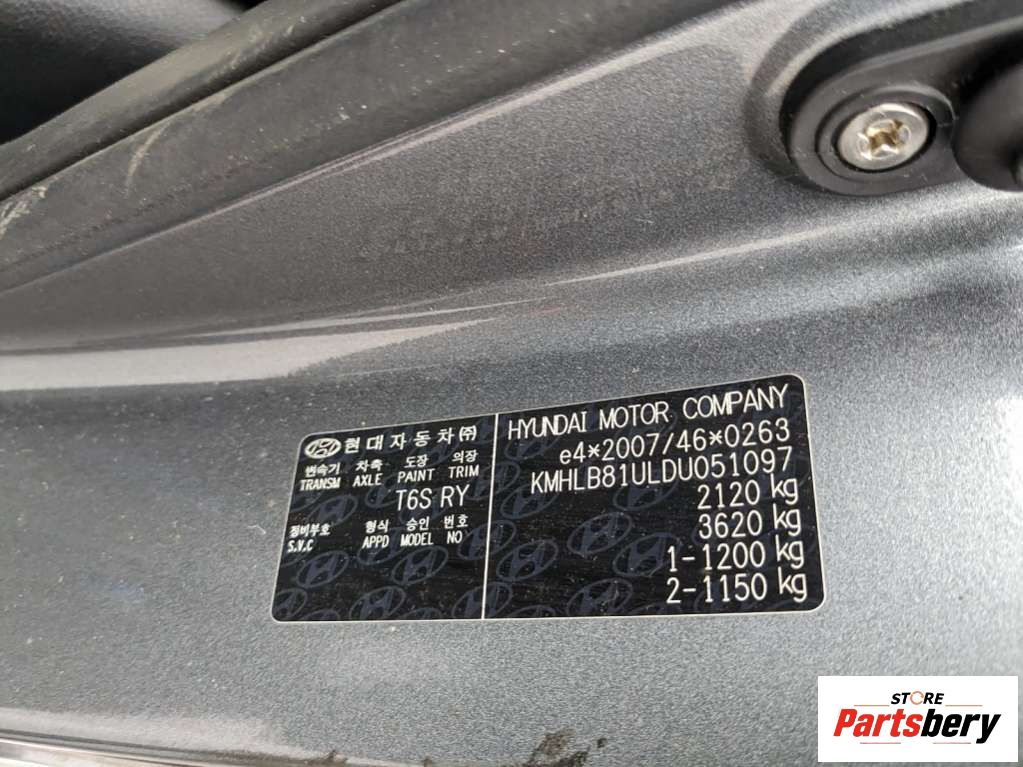 현대자동차㈜
변속기 차축 도장 의장
TRANSM AXLE PAINT TRIM
T6S RY
정비부호 형식 승인 번호
S.V.C APPD MODEL NO
HYUNDAI MOTOR COMPANY
e4*2007/46*0263
KMHLB81ULDU051097
2120 kg
3620 kg
1-1200 kg
2-1150 kg
STORE
Partsbery